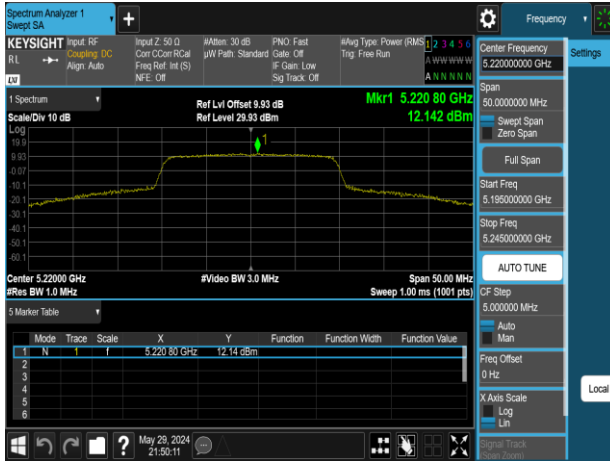 Spectrum Analyzer 1
Swept SA
+
Frequency
KEYSIGHT
RL
LXI
Input: RF
Coupling: DC
Align: Auto
Input Z: 50 Ω
Corr CCorr RCal
Freq Ref: Int (S)
NFE: Off
#Atten: 30 dB
µW Path: Standard
PNO: Fast
Gate: Off
IF Gain: Low
Sig Track: Off
#Avg Type: Power (RMS
Trig: Free Run
1 2 3 4 5 6
A W W W W W
A N N N N N
1 Spectrum
Scale/Div 10 dB
Log
Ref Lvl Offset 9.93 dB
Ref Level 29.93 dBm
Mkr1 5.220 80 GHz
12.142 dBm
1
19.9
9.93
-0.07
-10.1
-20.1
-30.1
-40.1
-50.1
-60.1
Center 5.22000 GHz
#Res BW 1.0 MHz
#Video BW 3.0 MHz
Span 50.00 MHz
Sweep 1.00 ms (1001 pts)
5 Marker Table
Mode Trace Scale X Y Function Function Width Function Value
1 N 1 f 5.220 80 GHz 12.14 dBm
2
3
4
5
6
May 29, 2024
21:50:11
?
Center Frequency
5.220000000 GHz
Span
50.0000000 MHz
Swept Span
Zero Span
Full Span
Start Freq
5.195000000 GHz
Stop Freq
5.245000000 GHz
AUTO TUNE
CF Step
5.000000 MHz
Auto
Man
Freq Offset
0 Hz
X Axis Scale
Log
Lin
Signal Track
(Span Zoom)
Settings
Local